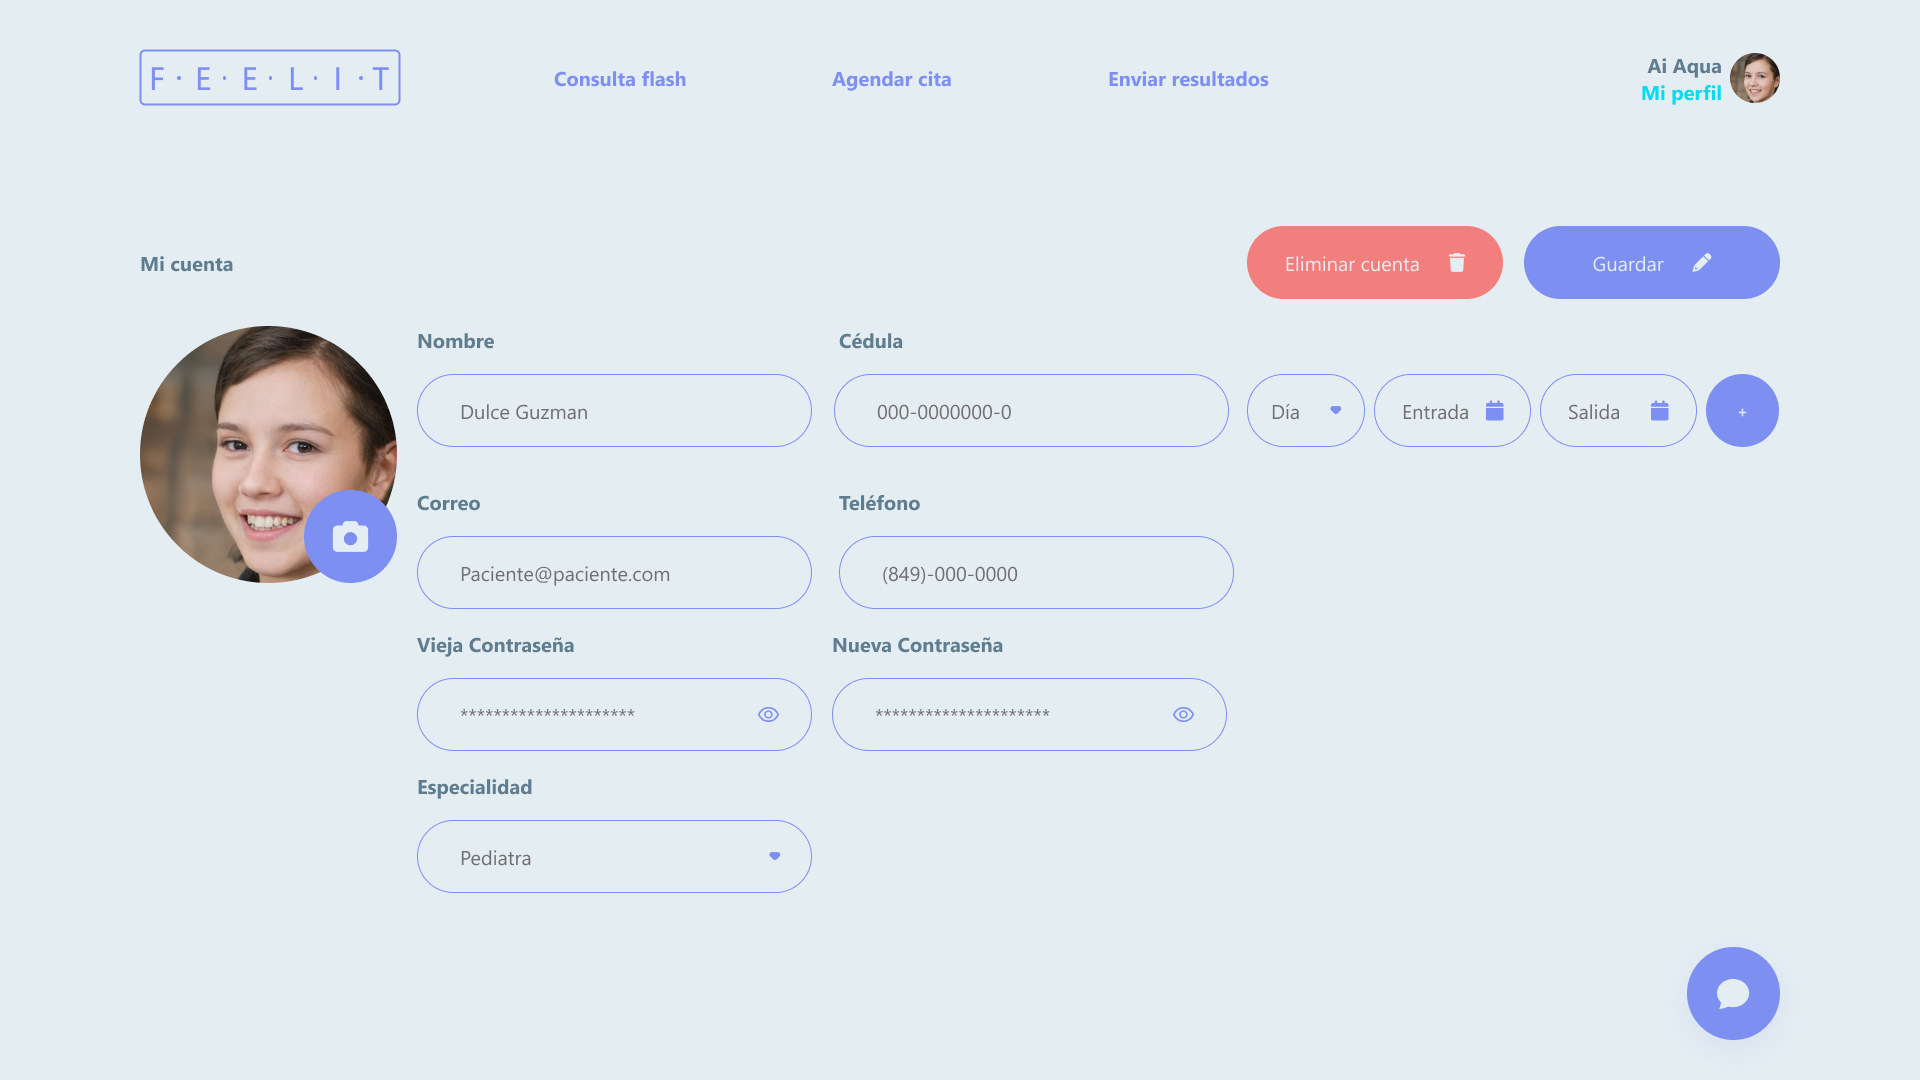 F·E·E·L·I·T
Consulta flash
Agendar cita
Enviar resultados
Ai Aqua
Mi perfil
Mi cuenta
Eliminar cuenta
Guardar
Nombre
Cédula
Dulce Guzman
000-0000000-0
Día
Entrada
Salida
+
Correo
Teléfono
Paciente@paciente.com
(849)-000-0000
Vieja Contraseña
Nueva Contraseña
*********************
*********************
Especialidad
Pediatra